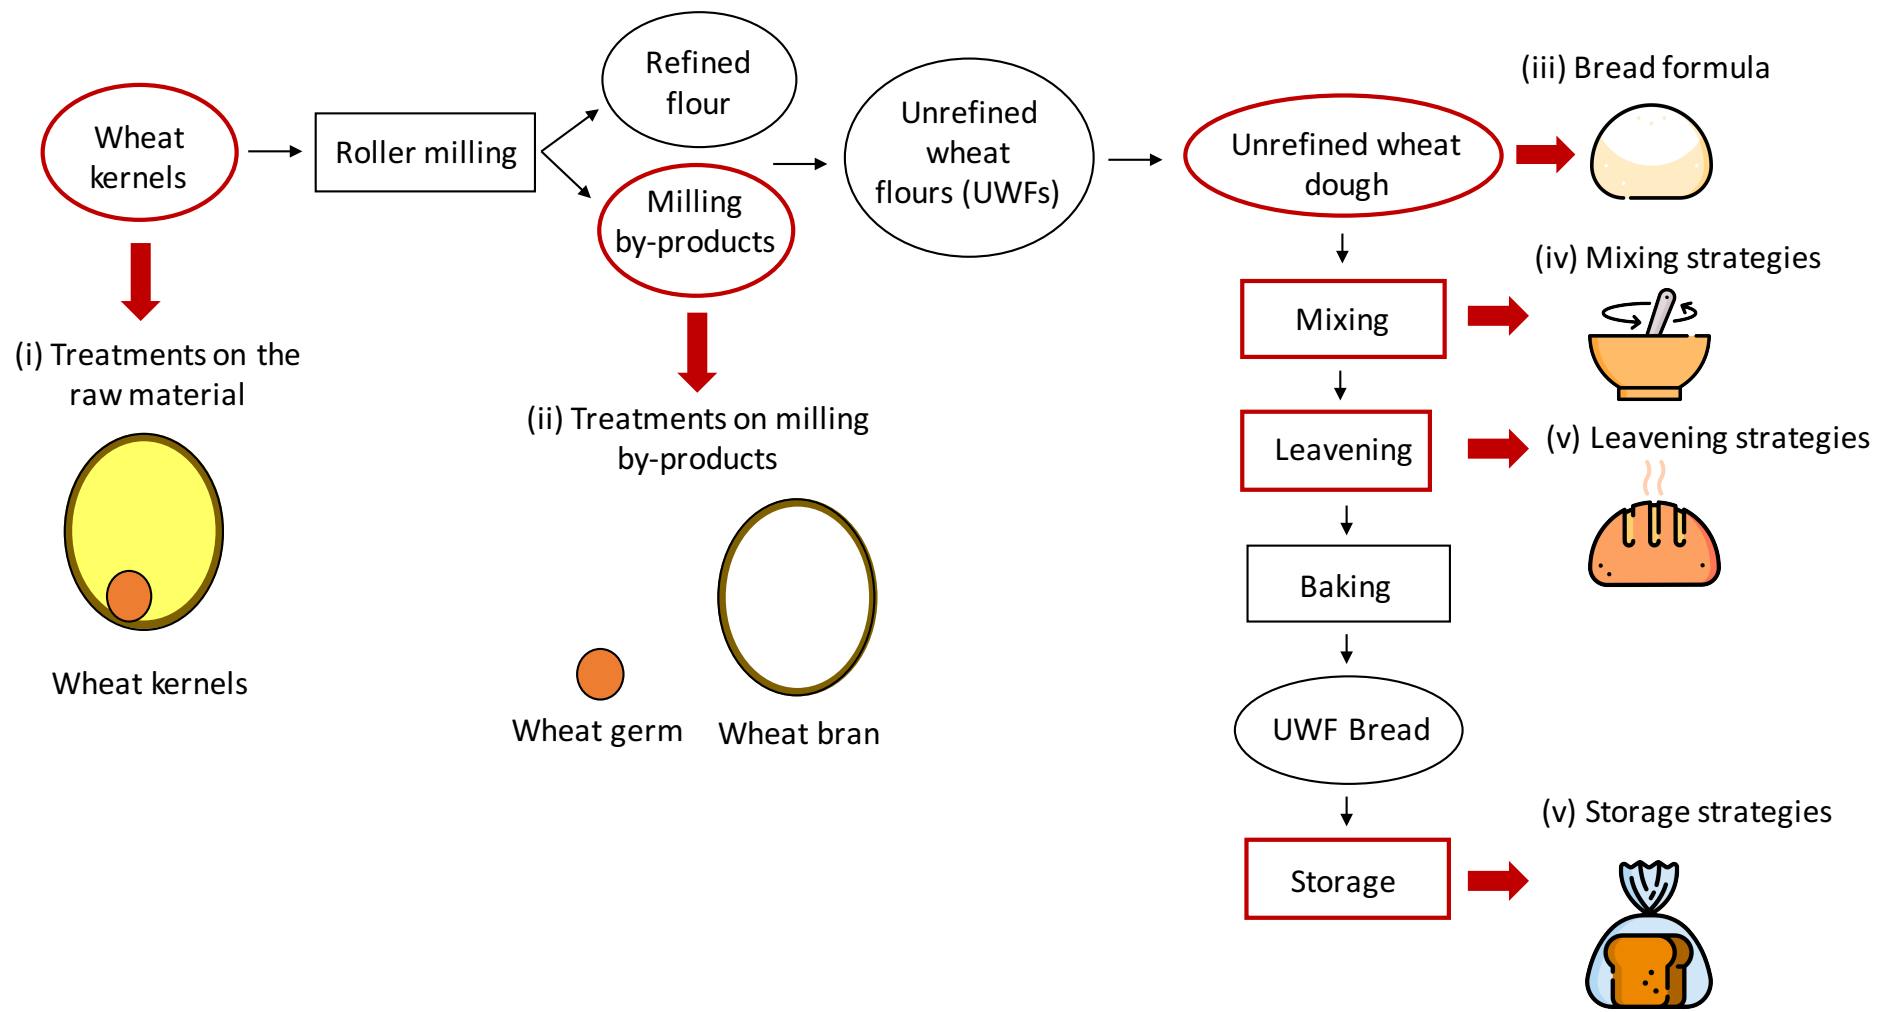 Wheat
kernels
Roller milling
Refined
flour
Milling
by-products
Unrefined
wheat
flours (UWFs)
Unrefined wheat
dough
(iii) Bread formula
Mixing
(iv) Mixing strategies
Leavening
(v) Leavening strategies
Baking
UWF Bread
Storage
(v) Storage strategies
(i) Treatments on the
raw material
Wheat kernels
(ii) Treatments on milling
by-products
Wheat germ
Wheat bran